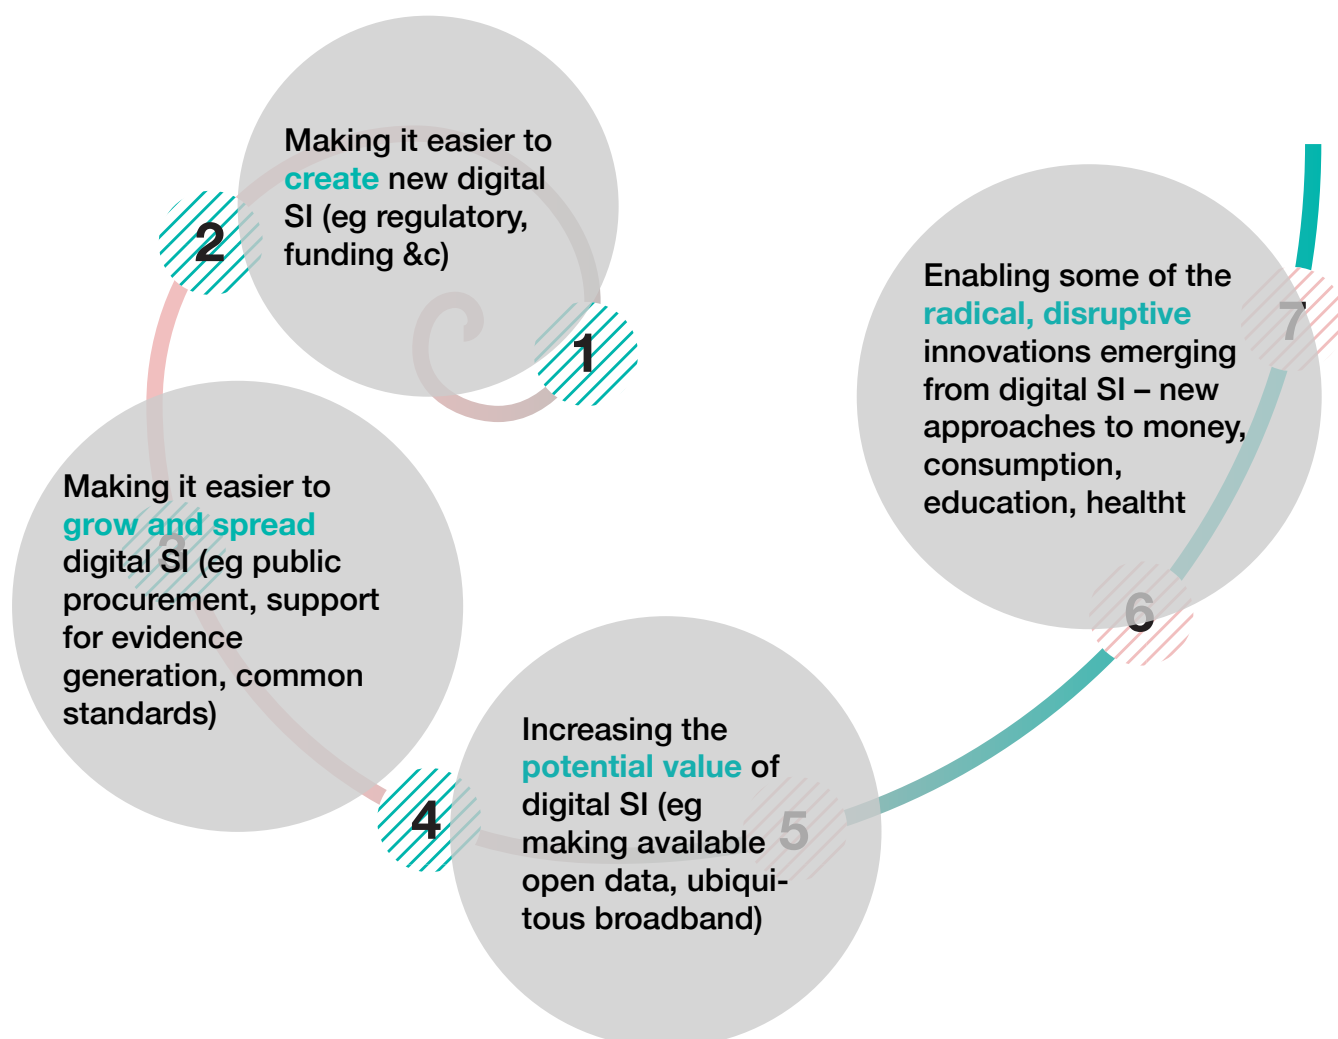 Making it easier to
create new digital
SI (eg regulatory,
funding &c)
2
1
Making it easier to
grow and spread
digital SI (eg public
procurement, support
for evidence
generation, common
standards)
3
4
Increasing the
potential value of
digital SI (eg
making available
open data, ubiqui-
tous broadband)
5
6
Enabling some of the
radical, disruptive
innovations emerging
from digital SI – new
approaches to money,
consumption,
education, healtht
7